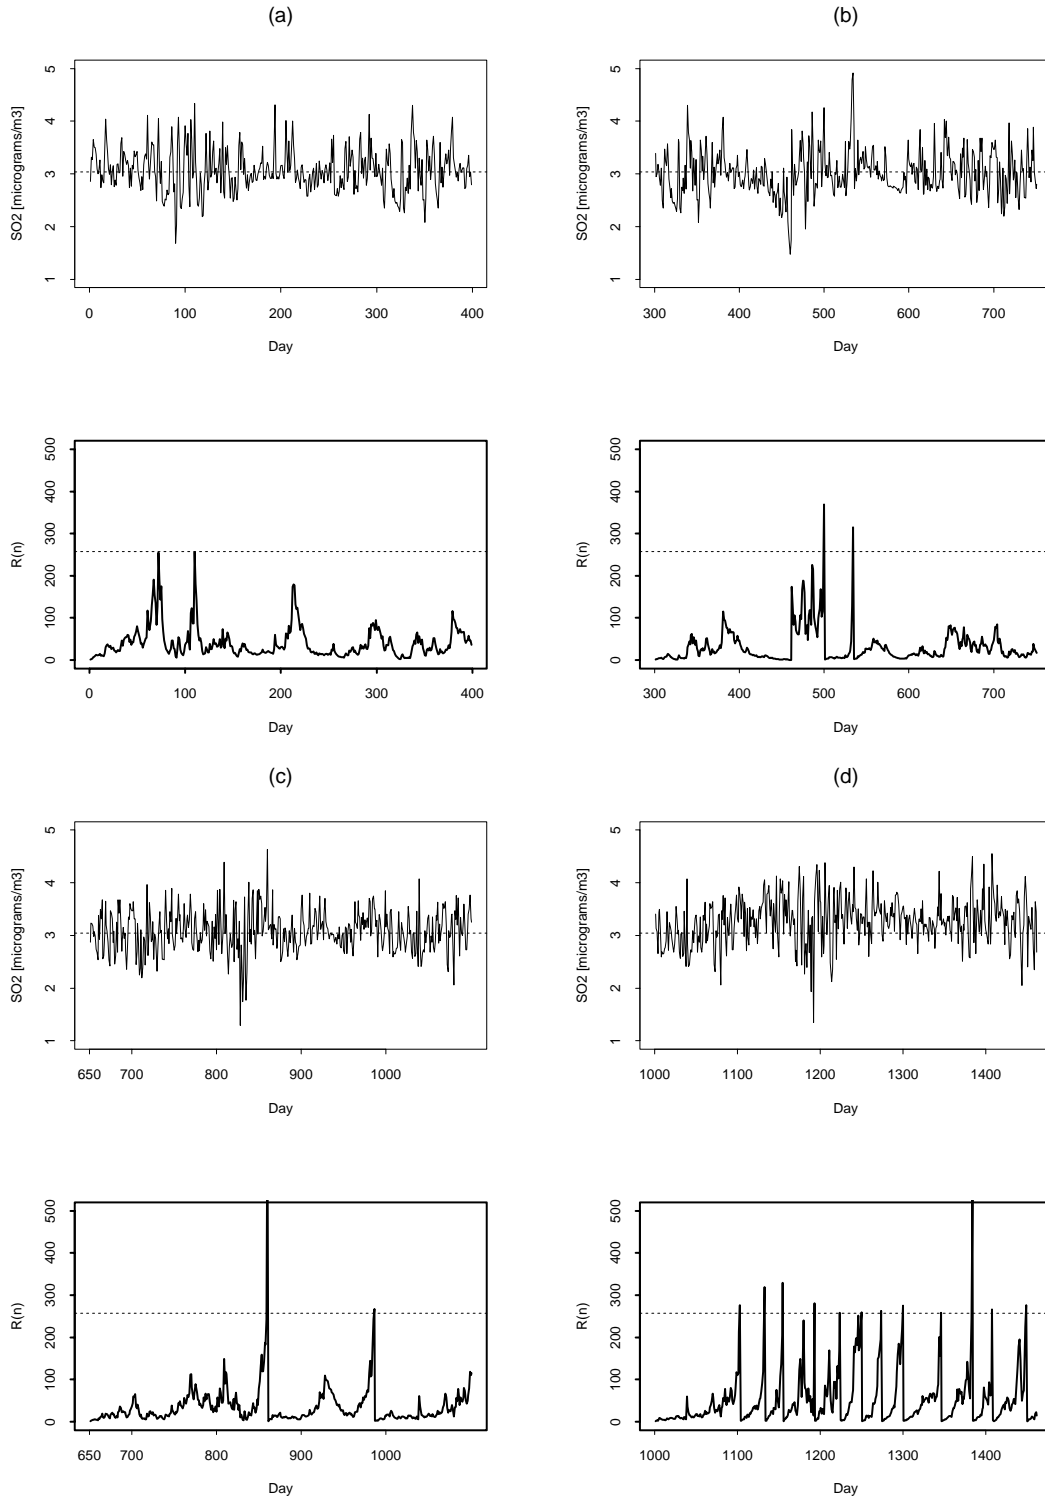 (a)
SO2 [micrograms/m3]
1 2 3 4 5
0 100 200 300 400
Day
(b)
SO2 [micrograms/m3]
1 2 3 4 5
300 400 500 600 700
Day
R(n)
0 100 200 300 400 500
0 100 200 300 400
Day
R(n)
0 100 200 300 400 500
300 400 500 600 700
Day
(c)
SO2 [micrograms/m3]
1 2 3 4 5
650 700 800 900 1000
Day
(d)
SO2 [micrograms/m3]
1 2 3 4 5
1000 1100 1200 1300 1400
Day
R(n)
0 100 200 300 400 500
650 700 800 900 1000
Day
R(n)
0 100 200 300 400 500
1000 1100 1200 1300 1400
Day